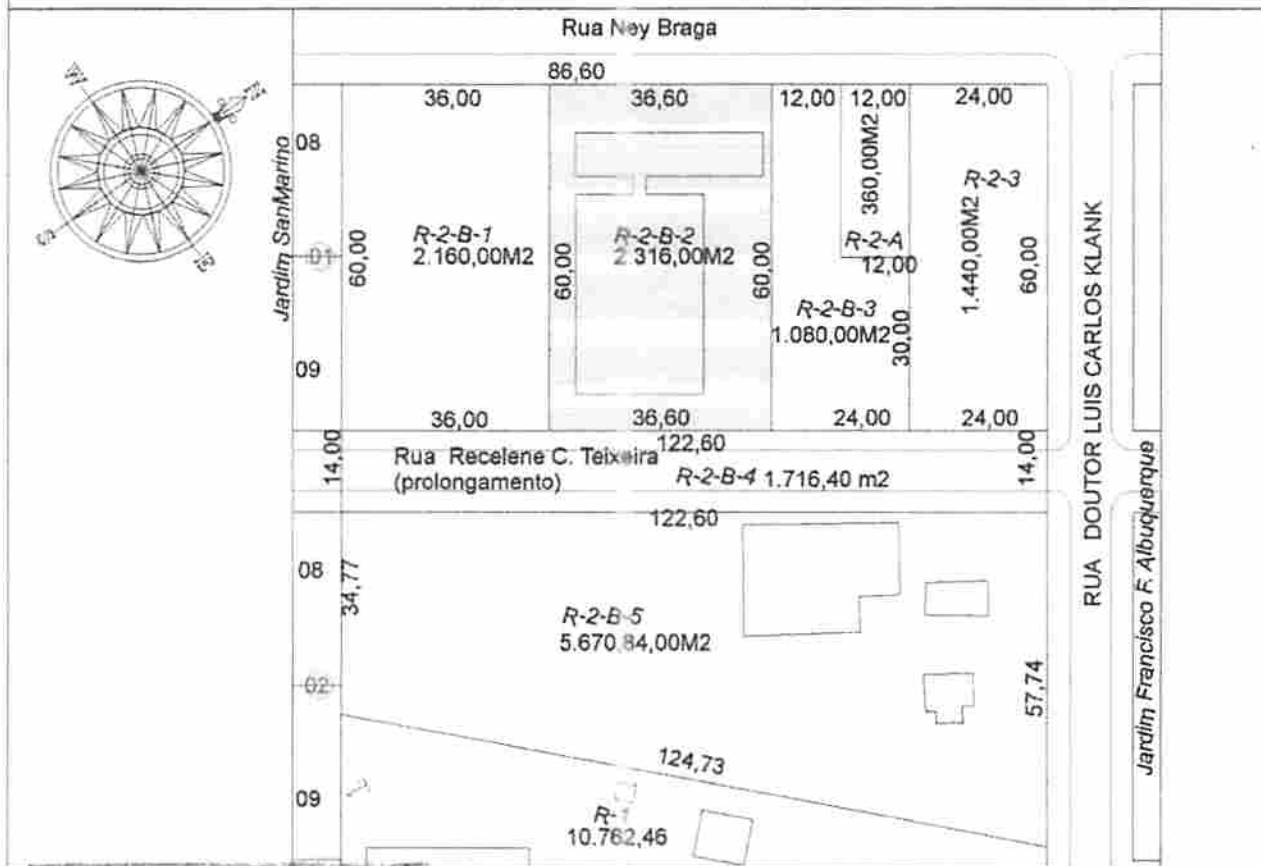 Rua Ney Braga
86,60
36,00
36,60
12,00
12,00
24,00
W
N
S
E
Jardim SanMarino
08
01
09
60,00
R-2-B-1
2.160,00M2
60,00
R-2-B-2
2.316,00M2
60,00
360,00M2
R-2-A
12,00
R-2-B-3
1.080,00M2
30,00
R-2-3
1.440,00M2
60,00
36,00
36,60
24,00
24,00
122,60
14,00
Rua Recelene C. Teixeira
(prolongamento)
R-2-B-4 1.716,40 m2
14,00
122,60
RUA DOUTOR LUIS CARLOS KLANK
Jardim Francisco F. Albuquerque
08
34,77
02
09
R-2-B-5
5.670,84,00M2
57,74
124,73
R-1
10.762,46